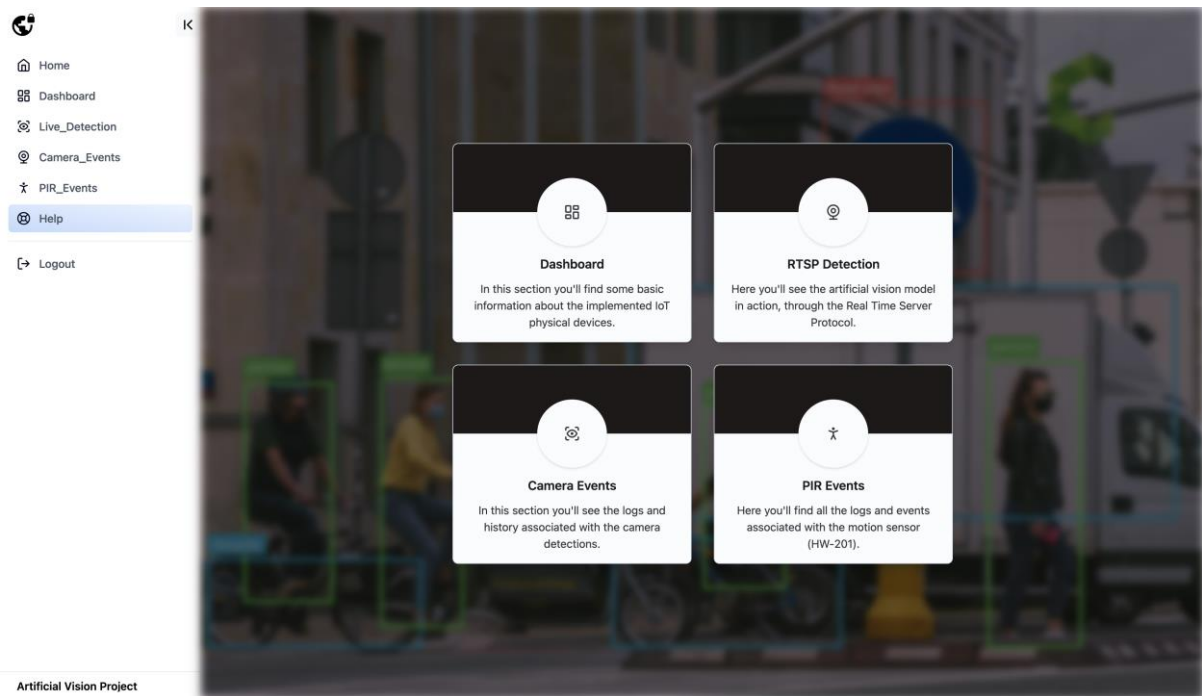 Home
Dashboard
Live_Detection
Camera_Events
PIR_Events
Help
Logout
Artificial Vision Project
Dashboard
In this section you'll find some basic
information about the implemented IoT
physical devices.
RTSP Detection
Here you'll see the artificial vision model
in action, through the Real Time Server
Protocol.
Camera Events
In this section you'll see the logs and
history associated with the camera
detections.
PIR Events
Here you'll find all the logs and events
associated with the motion sensor
(HW-201).